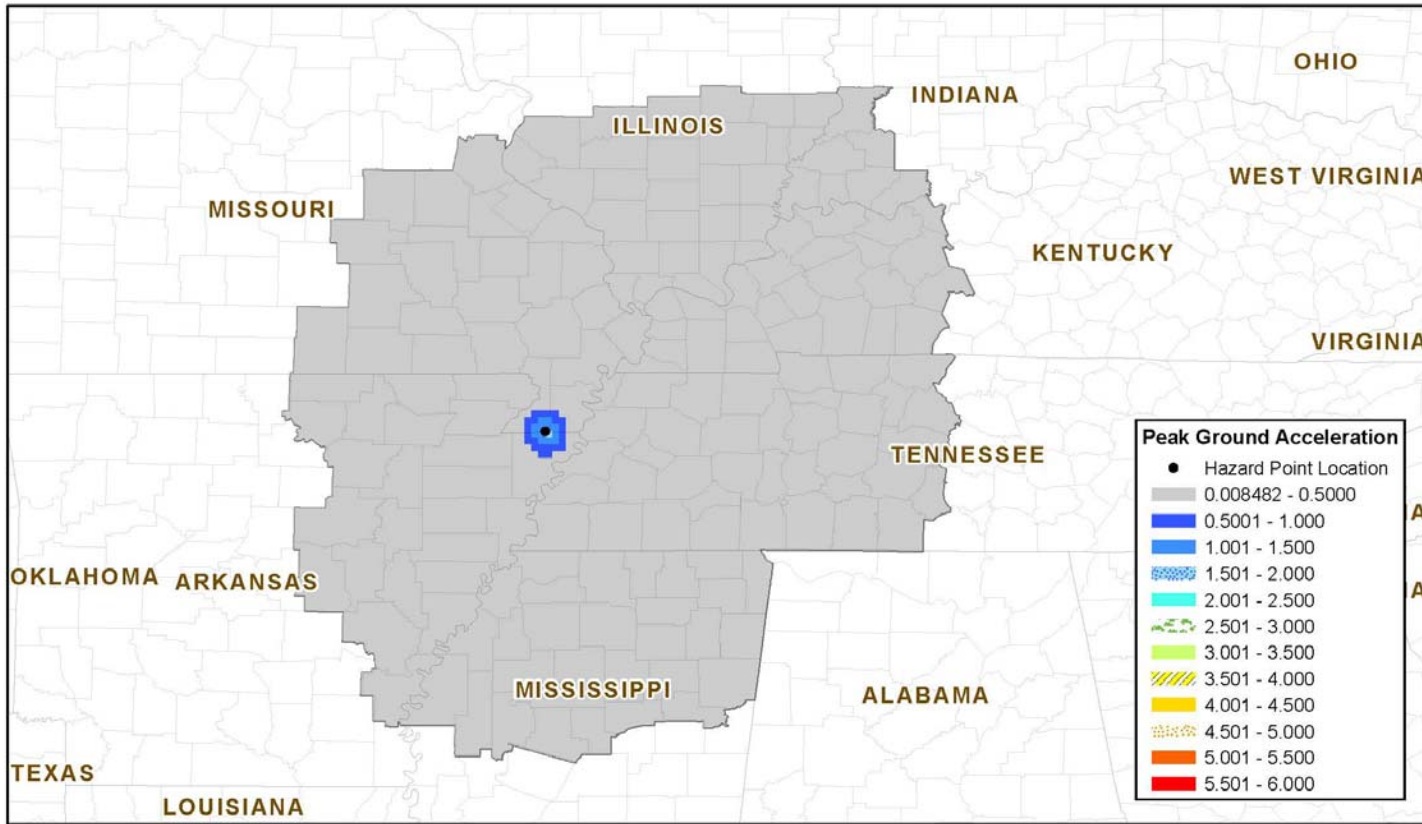 OHIO
INDIANA
ILLINOIS
WEST VIRGINIA
MISSOURI
KENTUCKY
VIRGINIA
TENNESSEE
OKLAHOMA
ARKANSAS
MISSISSIPPI
ALABAMA
TEXAS
LOUISIANA
A
A
Peak Ground Acceleration
Hazard Point Location
0.008482 - 0.5000
0.5001 - 1.000
1.001 - 1.500
1.501 - 2.000
2.001 - 2.500
2.501 - 3.000
3.001 - 3.500
3.501 - 4.000
4.001 - 4.500
4.501 - 5.000
5.001 - 5.500
5.501 - 6.000